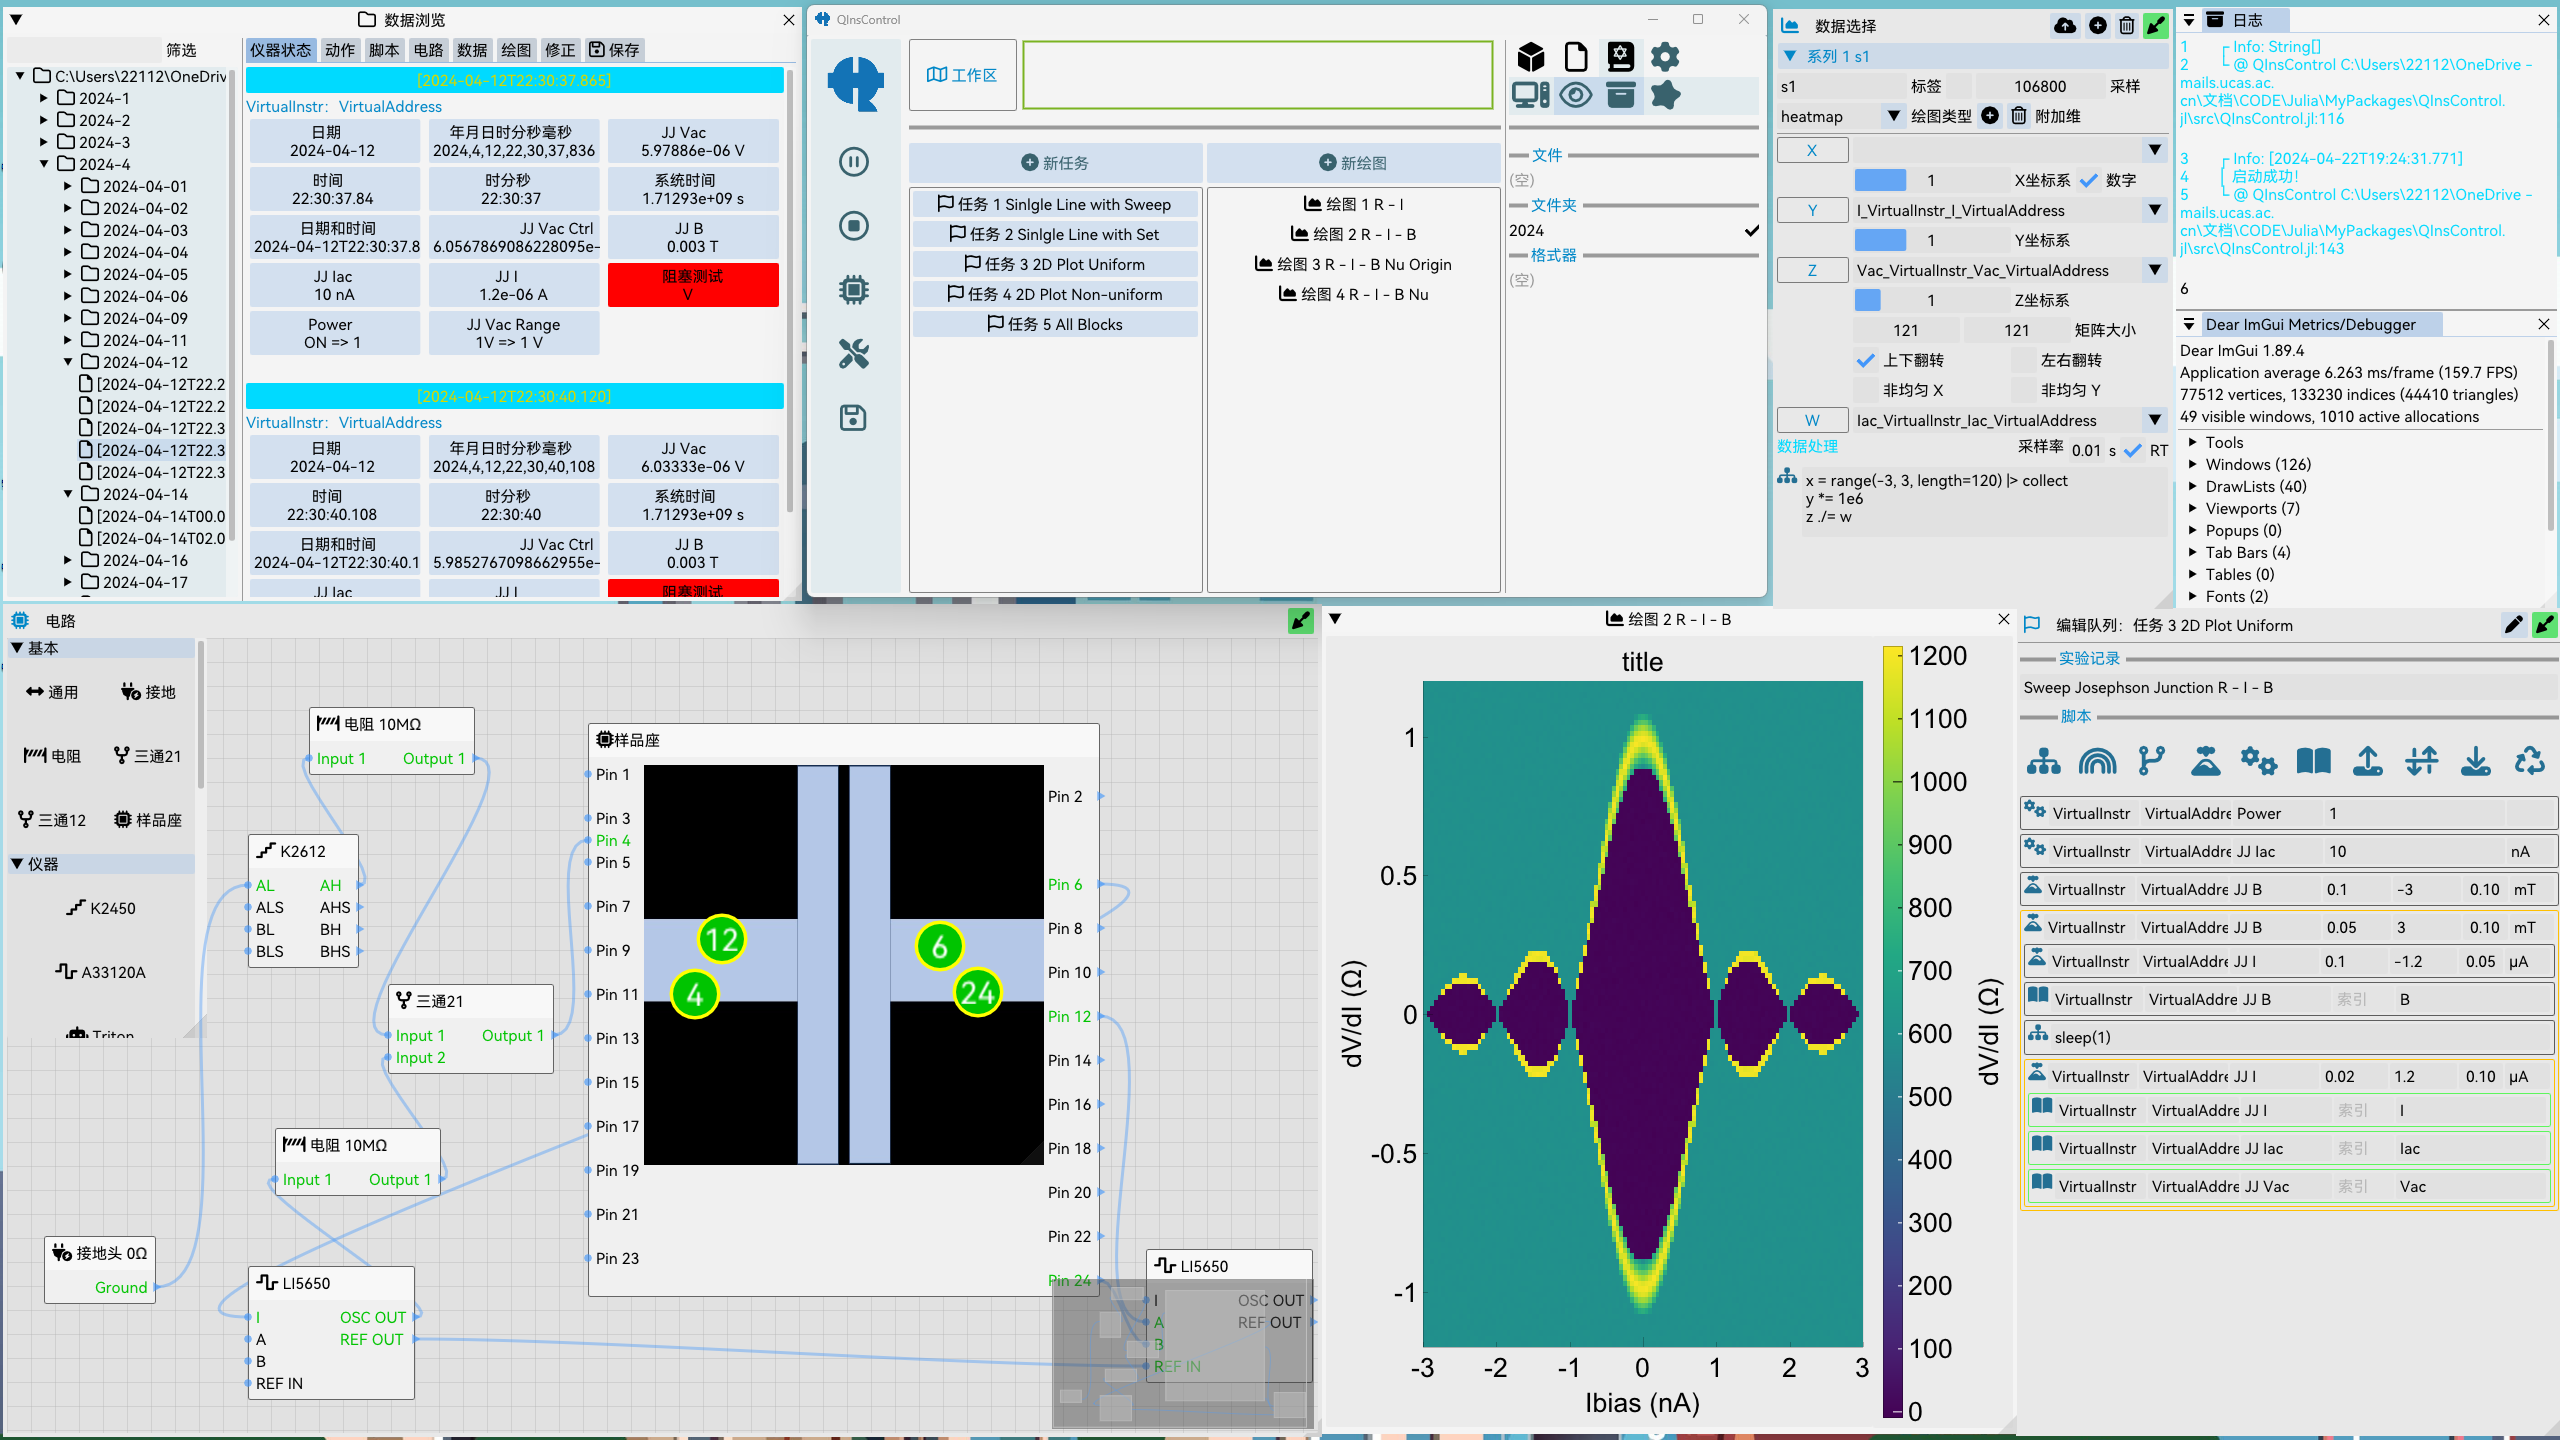 数据浏览
筛选
仪器状态 动作 脚本 电路 数据 绘图 修正 保存
C:\Users\22112\OneDriv
2024-1
2024-2
2024-3
2024-4
2024-04-01
2024-04-02
2024-04-03
2024-04-04
2024-04-05
2024-04-06
2024-04-09
2024-04-11
2024-04-12
[2024-04-12T22.2
[2024-04-12T22.2
[2024-04-12T22.3
[2024-04-12T22.3
[2024-04-12T22.3
2024-04-14
[2024-04-14T00.0
[2024-04-14T02.0
2024-04-16
2024-04-17
[2024-04-12T22:30:37.865]
VirtualInstr: VirtualAddress
日期
2024-04-12
年月日时分秒毫秒
2024,4,12,22,30,37,836
JJ Vac
5.97886e-06 V
时间
22:30:37.84
时分秒
22:30:37
系统时间
1.71293e+09 s
日期和时间
2024-04-12T22:30:37.8
JJ Vac Ctrl
6.0567869086228095e-
JJ B
0.003 T
JJ Iac
10 nA
JJ I
1.2e-06 A
阻塞测试
V
Power
ON => 1
JJ Vac Range
1V => 1 V
[2024-04-12T22:30:40.120]
VirtualInstr: VirtualAddress
日期
2024-04-12
年月日时分秒毫秒
2024,4,12,22,30,40,108
JJ Vac
6.03333e-06 V
时间
22:30:40.108
时分秒
22:30:40
系统时间
1.71293e+09 s
日期和时间
2024-04-12T22:30:40.1
JJ Vac Ctrl
5.9852767098662955e-
JJ B
0.003 T
JJ Iac
JJ I
阻塞测试
QInsControl
工作区
新任务
新绘图
任务 1 Sinlgle Line with Sweep
任务 2 Sinlgle Line with Set
任务 3 2D Plot Uniform
任务 4 2D Plot Non-uniform
任务 5 All Blocks
绘图 1 R - I
绘图 2 R - I - B
绘图 3 R - I - B Nu Origin
绘图 4 R - I - B Nu
文件
(空)
文件夹
2024
格式器
(空)
数据选择
系列 1 s1
s1 标签 106800 采样
heatmap 绘图类型 附加维
X
1 X坐标系 数字
Y I_VirtualInstr_I_VirtualAddress
1 Y坐标系
Z Vac_VirtualInstr_Vac_VirtualAddress
1 Z坐标系
121 121 矩阵大小
上下翻转 左右翻转
非均匀 X 非均匀 Y
W Iac_VirtualInstr_Iac_VirtualAddress
数据处理 采样率 0.01 s RT
x = range(-3, 3, length=120) |> collect
y *= 1e6
z ./= w
日志
1 ┌ Info: String[]
2 └ @ QInsControl C:\Users\22112\OneDrive -
mails.ucas.ac.
cn\文档\CODE\Julia\MyPackages\QInsControl.
jl\src\QInsControl.jl:116
3 ┌ Info: [2024-04-22T19:24:31.771]
4 │ 启动成功!
5 └ @ QInsControl C:\Users\22112\OneDrive -
mails.ucas.ac.
cn\文档\CODE\Julia\MyPackages\QInsControl.
jl\src\QInsControl.jl:143
6
Dear ImGui Metrics/Debugger
Dear ImGui 1.89.4
Application average 6.263 ms/frame (159.7 FPS)
77512 vertices, 133230 indices (44410 triangles)
49 visible windows, 1010 active allocations
Tools
Windows (126)
DrawLists (40)
Viewports (7)
Popups (0)
Tab Bars (4)
Tables (0)
Fonts (2)
电路
基本
通用 接地
电阻 三通21
三通12 样品座
仪器
K2450
A33120A
Triton
电阻 10MΩ
Input 1 Output 1
K2612
AL AH
ALS AHS
BL BH
BLS BHS
三通21
Input 1 Output 1
Input 2
电阻 10MΩ
Input 1 Output 1
接地头 0Ω
Ground
LI5650
I OSC OUT
A REF OUT
B
REF IN
样品座
Pin 1
Pin 3
Pin 4
Pin 5
Pin 7
Pin 9
Pin 11
Pin 13
Pin 15
Pin 17
Pin 19
Pin 21
Pin 23
12
4
6
24
Pin 2
Pin 6
Pin 8
Pin 10
Pin 12
Pin 14
Pin 16
Pin 18
Pin 20
Pin 22
Pin 24
LI5650
I OSC OUT
A REF OUT
B
REF IN
绘图 2 R - I - B
title
dV/dI (Ω)
1
0.5
0
-0.5
-1
-3 -2 -1 0 1 2 3
Ibias (nA)
1200
1100
1000
900
800
700
600
500
400
300
200
100
0
dV/dI (Ω)
编辑队列: 任务 3 2D Plot Uniform
实验记录
Sweep Josephson Junction R - I - B
脚本
VirtualInstr VirtualAddre Power 1
VirtualInstr VirtualAddre JJ Iac 10 nA
VirtualInstr VirtualAddre JJ B 0.1 -3 0.10 mT
VirtualInstr VirtualAddre JJ B 0.05 3 0.10 mT
VirtualInstr VirtualAddre JJ I 0.1 -1.2 0.05 μA
VirtualInstr VirtualAddre JJ B 索引 B
sleep(1)
VirtualInstr VirtualAddre JJ I 0.02 1.2 0.10 μA
VirtualInstr VirtualAddre JJ I 索引 I
VirtualInstr VirtualAddre JJ Iac 索引 Iac
VirtualInstr VirtualAddre JJ Vac 索引 Vac